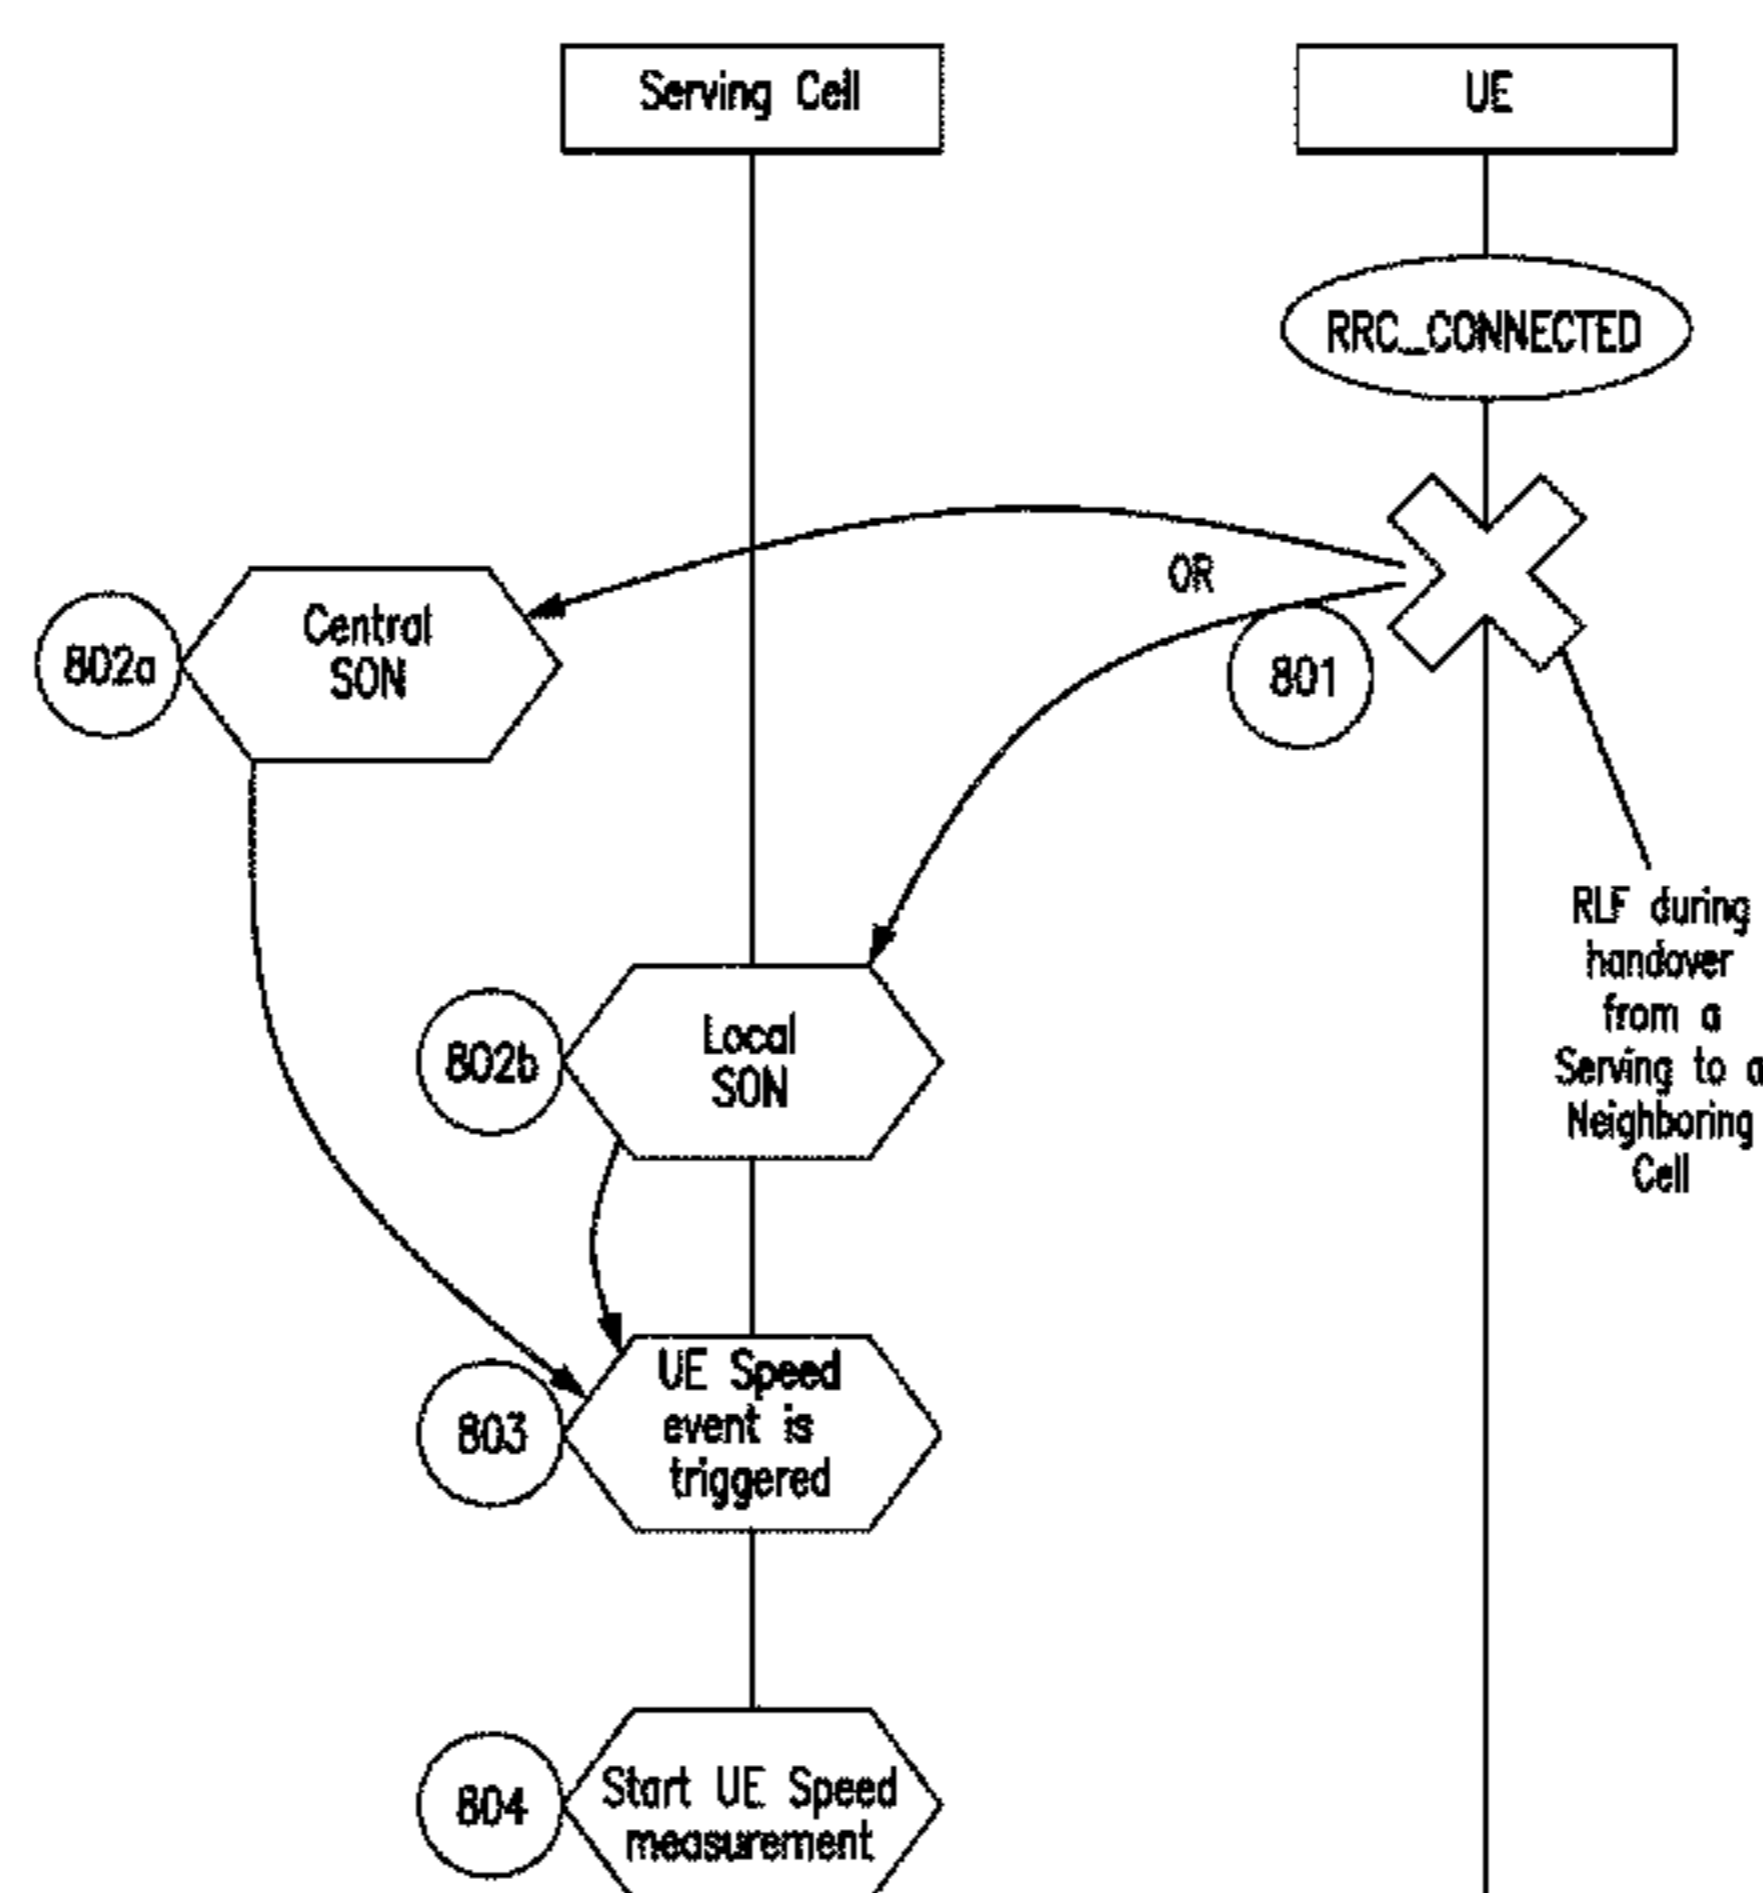 Serving Cell
UE
RRC_CONNECTED
OR
Central
SON
802a
801
RLF during
handover
from a
Serving to a
Neighboring
Cell
Local
SON
802b
UE Speed
event is
triggered
803
Start UE Speed
measurement
804